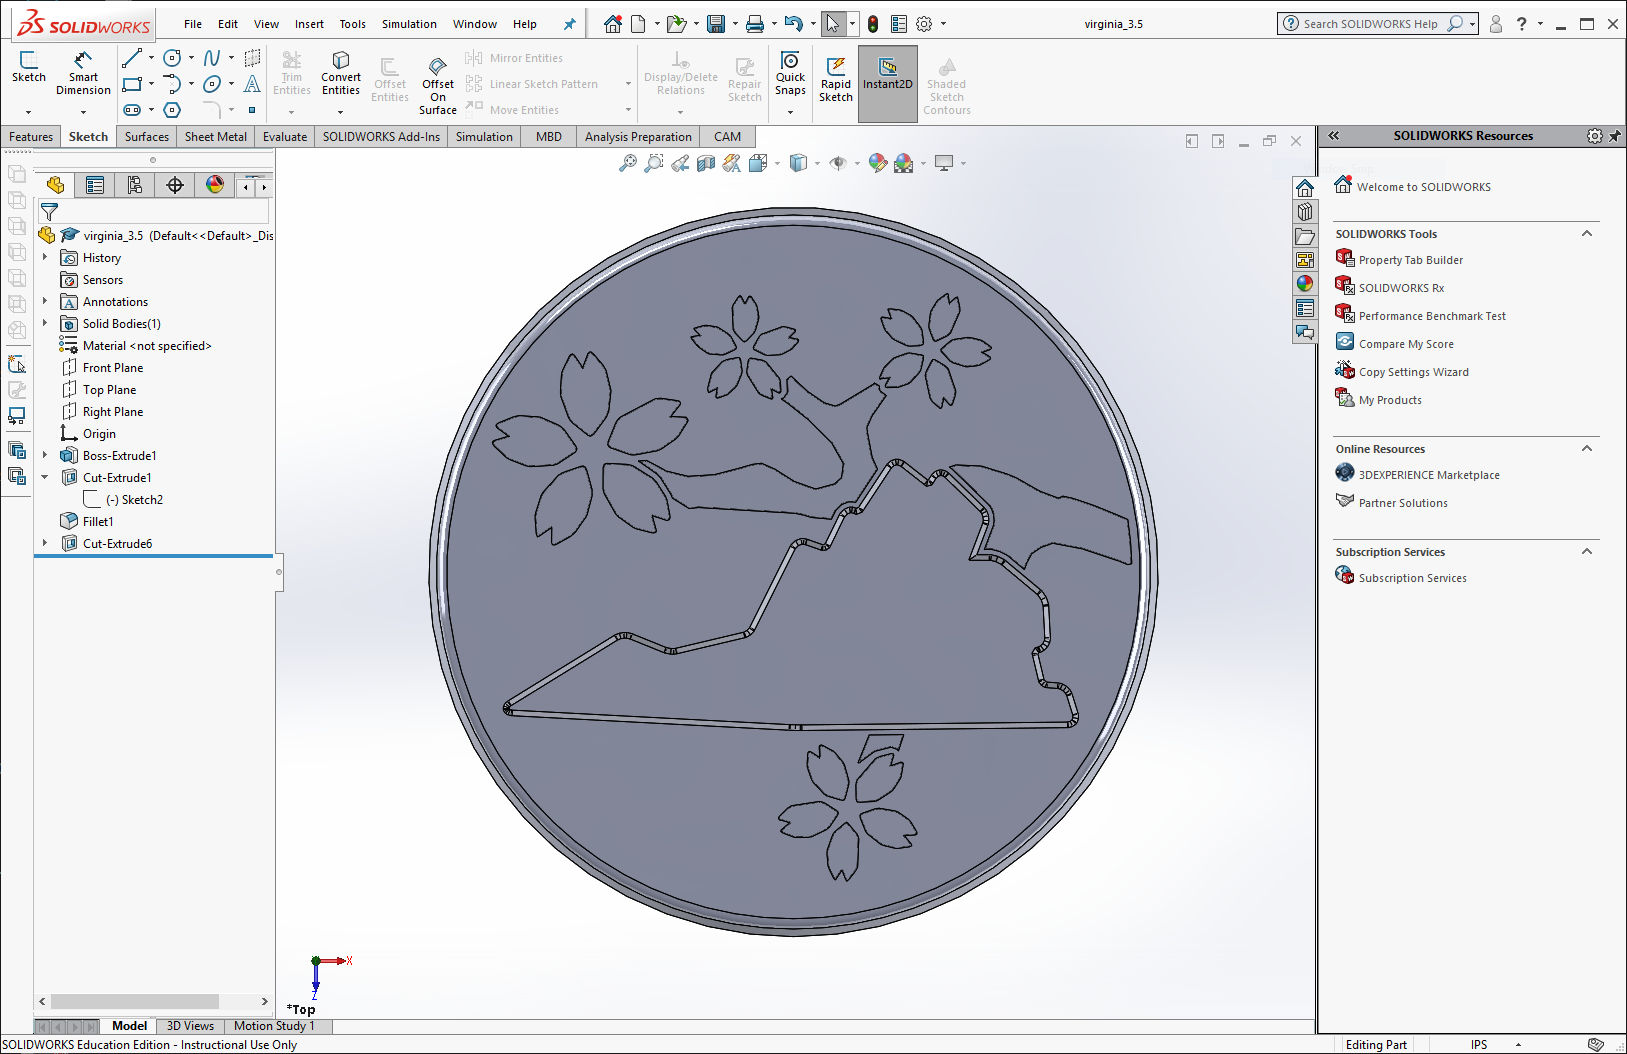 SOLIDWORKS
File Edit View Insert Tools Simulation Window Help
virginia_3.5
Search SOLIDWORKS Help
Sketch
Smart Dimension
Trim Entities
Convert Entities
Offset Entities
Offset On Surface
Mirror Entities
Linear Sketch Pattern
Move Entities
Display/Delete Relations
Repair Sketch
Quick Snaps
Rapid Sketch
Instant2D
Shaded Sketch Contours
Features Sketch Surfaces Sheet Metal Evaluate SOLIDWORKS Add-Ins Simulation MBD Analysis Preparation CAM
virginia_3.5 (Default<<Default>_Dis
History
Sensors
Annotations
Solid Bodies(1)
Material <not specified>
Front Plane
Top Plane
Right Plane
Origin
Boss-Extrude1
Cut-Extrude1
(-) Sketch2
Fillet1
Cut-Extrude6
X
Z
*Top
SOLIDWORKS Resources
Welcome to SOLIDWORKS
SOLIDWORKS Tools
Property Tab Builder
SOLIDWORKS Rx
Performance Benchmark Test
Compare My Score
Copy Settings Wizard
My Products
Online Resources
3DEXPERIENCE Marketplace
Partner Solutions
Subscription Services
Subscription Services
Model 3D Views Motion Study 1
SOLIDWORKS Education Edition - Instructional Use Only
Editing Part IPS